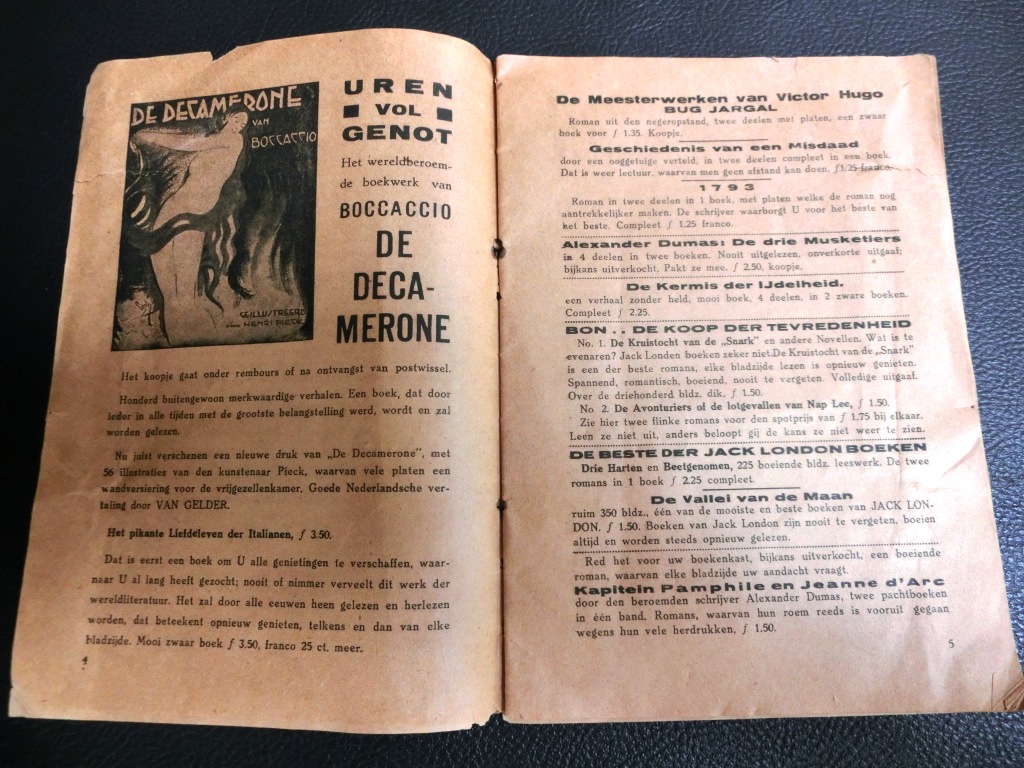 DE DECAMERONE
VAN
BOCCACCIO
GEILLUSTREERD
DOOR HENRI PIECK
UREN
VOL
GENOT
Het wereldberoem-
de boekwerk van
BOCCACCIO
DE
DECA-
MERONE
Het koopje gaat onder rembours of na ontvangst van postwissel.
Honderd buitengewoon merkwaardige verhalen. Een boek, dat door
ieder in alle tijden met de grootste belangstelling werd, wordt en zal
worden gelezen.
Nu juist verschenen een nieuwe druk van „De Decamerone", met
56 illustraties van den kunstenaar Pieck, waarvan vele platen een
wandversiering voor de vrijgezellenkamer. Goede Nederlandsche ver-
taling door VAN GELDER.
Het pikante Liefdeleven der Italianen, f 3.50.
Dat is eerst een boek om U alle genietingen te verschaffen, waar-
naar U al lang heeft gezocht; nooit of nimmer verveelt dit werk der
wereldliteratuur. Het zal door alle eeuwen heen gelezen en herlezen
worden, dat beteekent opnieuw genieten, telkens en dan van elke
bladzijde. Mooi zwaar boek f 3.50, franco 25 ct. meer.
4
De Meesterwerken van Victor Hugo
BUG JARGAL
Roman uit den negeropstand, twee deelen met platen, een zwaar
boek voor f 1.35. Koopje.
Geschiedenis van een Misdaad
door een ooggetuige verteld, in twee deelen compleet in een boek.
Dat is weer lectuur, waarvan men geen afstand kan doen, f 1.25 franco.
1793
Roman in twee deelen in 1 boek, met platen welke de roman nog
aantrekkelijker maken. De schrijver waarborgt U voor het beste van
het beste. Compleet f 1.25 franco.
Alexander Dumas: De drie Musketiers
in 4 deelen in twee boeken. Nooit uitgelezen, onverkorte uitgaaf;
bijkans uitverkocht. Pakt ze mee. f 2.50, koopje.
De Kermis der IJdelheid.
een verhaal zonder held, mooi boek, 4 deelen, in 2 zware boeken.
Compleet f 2.25.
BON . . DE KOOP DER TEVREDENHEID
No. 1. De Kruistocht van de „Snark" en andere Novellen. Wat is te
evenaren? Jack Londen boeken zeker niet.De Kruistocht van de „Snark"
is een der beste romans, elke bladzijde lezen is opnieuw genieten.
Spannend, romantisch, boeiend, nooit te vergeten. Volledige uitgaaf.
Over de driehonderd bldz. dik, f 1.50.
No. 2. De Avonturiers of de lotgevallen van Nap Lee, f 1.50.
Zie hier twee flinke romans voor den spotprijs van f 1.75 bij elkaar.
Leen ze niet uit, anders beloopt gij de kans ze niet weer te zien.
DE BESTE DER JACK LONDON BOEKEN
Drie Harten en Beetgenomen, 225 boeiende bldz. leeswerk. De twee
romans in 1 boek f 2.25 compleet.
De Vallei van de Maan
ruim 350 bldz., één van de mooiste en beste boeken van JACK LON-
DON. f 1.50. Boeken van Jack London zijn nooit te vergeten, boeien
altijd en worden steeds opnieuw gelezen.
Red het voor uw boekenkast, bijkans uitverkocht, een boeiende
roman, waarvan elke bladzijde uw aandacht vraagt.
Kapitein Pamphile en Jeanne d'Arc
door den beroemden schrijver Alexander Dumas, twee pachtboeken
in één band. Romans, waarvan hun roem reeds is vooruit gegaan
wegens hun vele herdrukken, f 1.50.
5